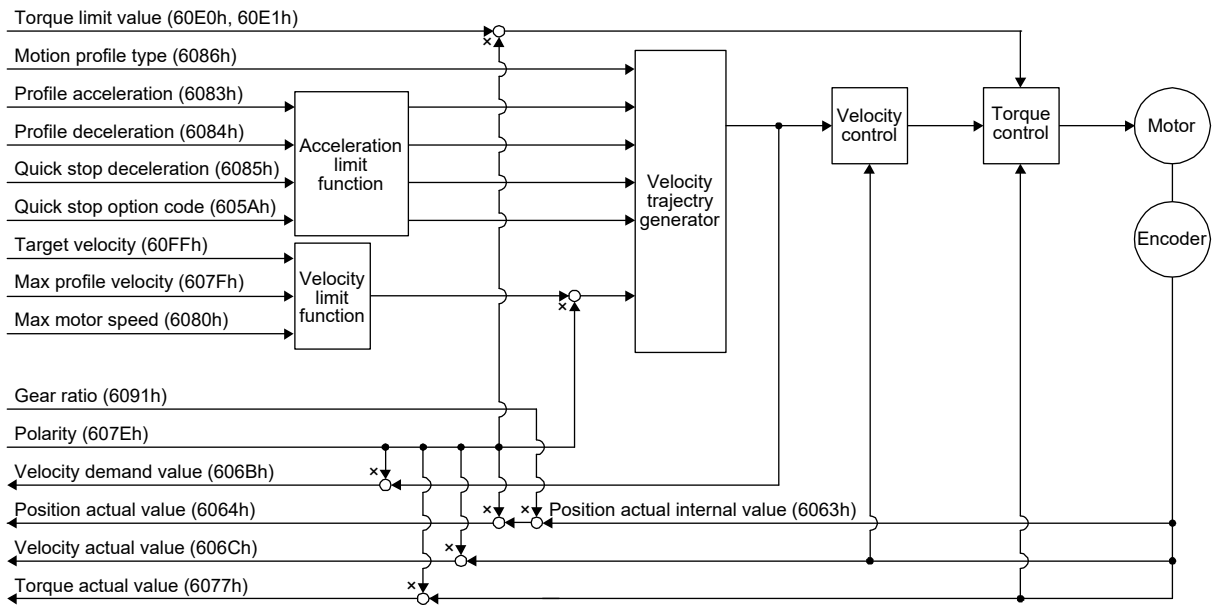 Torque limit value (60E0h, 60E1h)
×
Motion profile type (6086h)
Profile acceleration (6083h)
Profile deceleration (6084h)
Quick stop deceleration (6085h)
Quick stop option code (605Ah)
Acceleration
limit
function
Target velocity (60FFh)
Max profile velocity (607Fh)
Max motor speed (6080h)
Velocity
limit
function
×
Velocity
trajectry
generator
Velocity
control
Torque
control
Motor
Encoder
Gear ratio (6091h)
Polarity (607Eh)
Velocity demand value (606Bh)
×
Position actual value (6064h)
×
×
Position actual internal value (6063h)
Velocity actual value (606Ch)
×
Torque actual value (6077h)
×